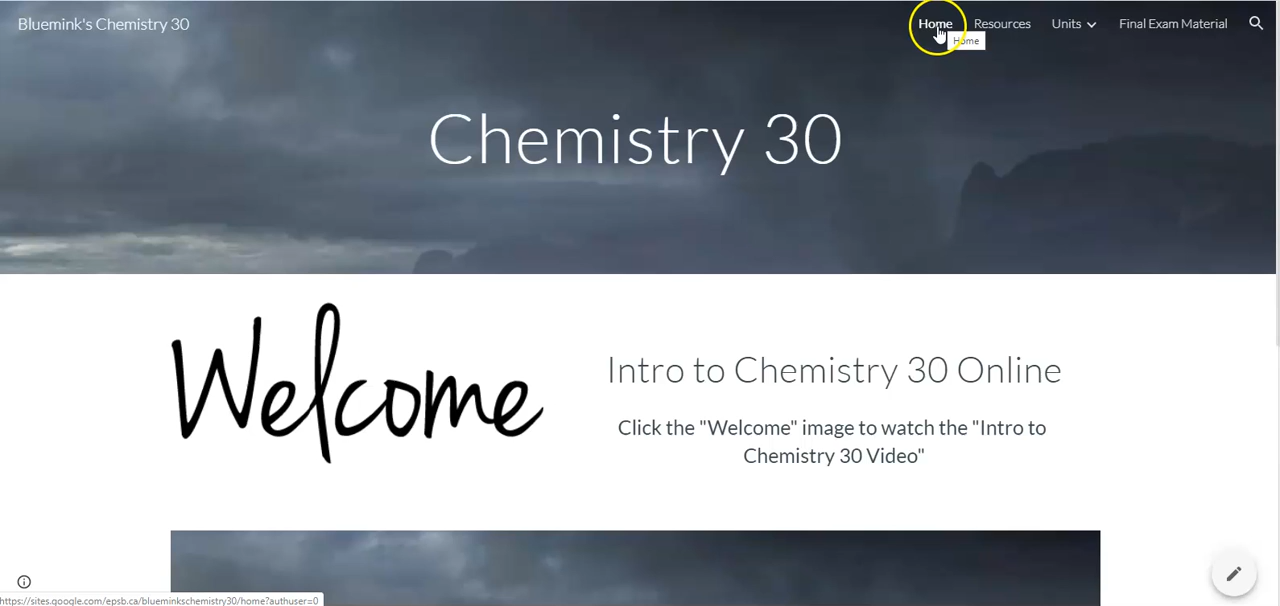 Bluemink's Chemistry 30
Home
Resources
Units
Final Exam Material
Home
Chemistry 30
Welcome
Intro to Chemistry 30 Online
Click the "Welcome" image to watch the "Intro to
Chemistry 30 Video"
https://sites.google.com/epsb.ca/blueminkschemistry30/home?authuser=0